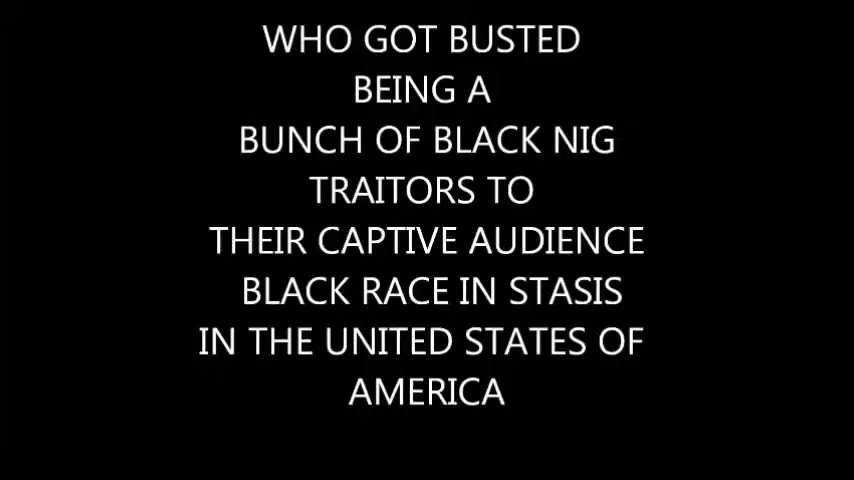 WHO GOT BUSTED
BEING A
BUNCH OF BLACK NIG
TRAITORS TO
THEIR CAPTIVE AUDIENCE
BLACK RACE IN STASIS
IN THE UNITED STATES OF
AMERICA